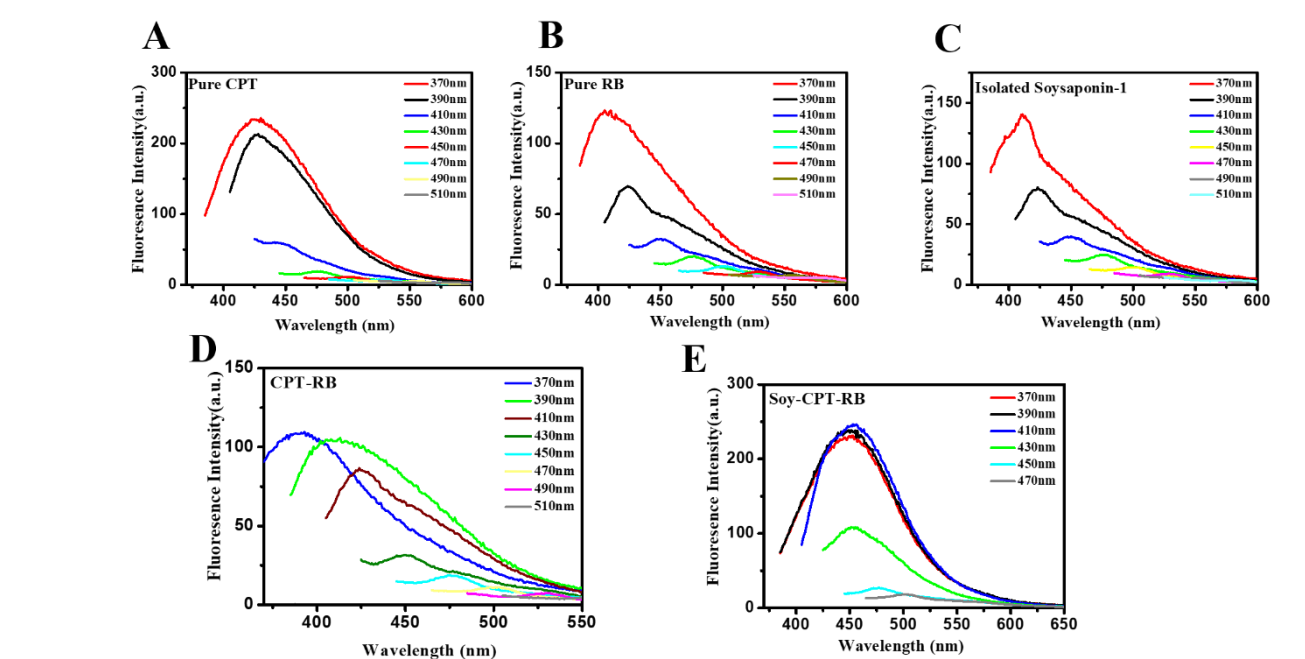 A
B
C
300
200
100
0
Fluoresence Intensity(a.u.)
Pure CPT
370nm
390nm
410nm
430nm
450nm
470nm
490nm
510nm
400
450
500
550
600
Wavelength (nm)
150
100
50
0
Fluoresence Intensity(a.u.)
Pure RB
370nm
390nm
410nm
430nm
450nm
470nm
490nm
510nm
400
450
500
550
600
Wavelength (nm)
150
100
50
0
Fluoresence Intensity(a.u.)
Isolated Soysaponin-1
370nm
390nm
410nm
430nm
450nm
470nm
490nm
510nm
400
450
500
550
600
Wavelength (nm)
D
E
150
100
50
0
Fluoresence Intensity(a.u.)
CPT-RB
370nm
390nm
410nm
430nm
450nm
470nm
490nm
510nm
400
450
500
550
Wavelength (nm)
300
200
100
0
Fluoresence Intensity(a.u.)
Soy-CPT-RB
370nm
390nm
410nm
430nm
450nm
470nm
400
450
500
550
600
650
Wavelength (nm)